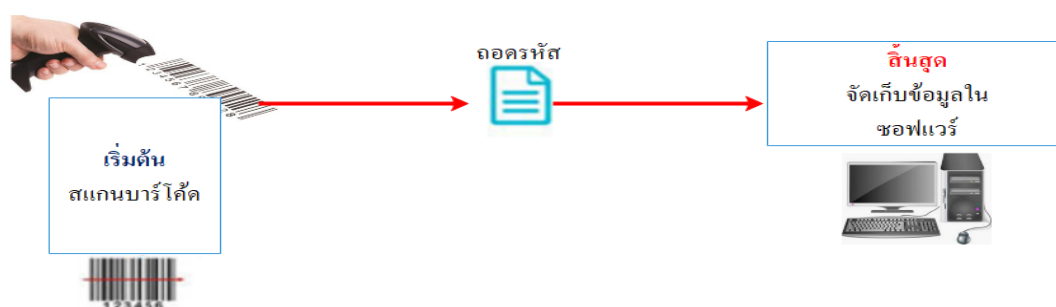 ถอดรหัส
สิ้นสุด
จัดเก็บข้อมูลใน
ซอฟแวร์
เริ่มต้น
สแกนบาร์โค้ด
123456